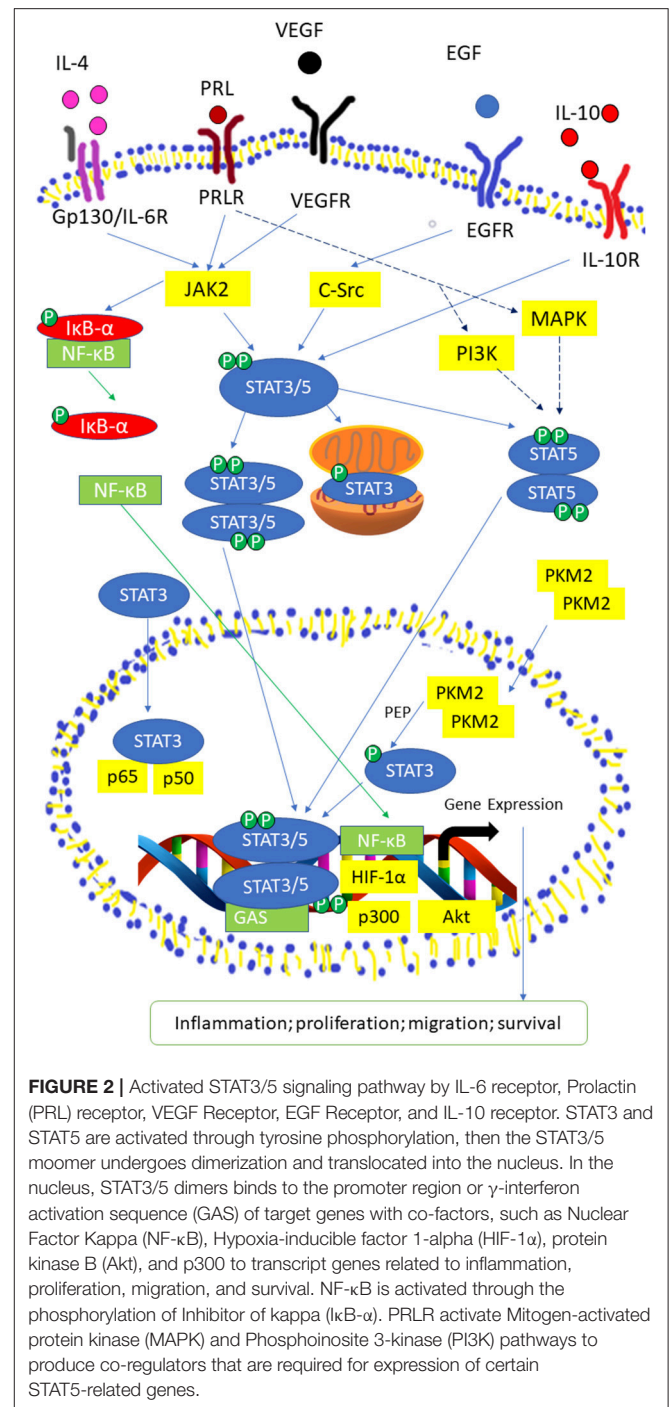 VEGF
IL-4
PRL
EGF
IL-10
Gp130/IL-6R
PRLR
VEGFR
EGFR
IL-10R
JAK2
C-Src
MAPK
PI3K
P
IκB-α
NF-κB
P
IκB-α
P P
STAT3/5
P P
STAT3/5
STAT3/5
P P
P
STAT3
P P
STAT5
STAT5
P P
NF-κB
STAT3
PKM2
PKM2
STAT3
p65
p50
PEP
PKM2
PKM2
P
STAT3
Gene Expression
P P
STAT3/5
NF-κB
STAT3/5
HIF-1α
GAS
P P
p300
Akt
Inflammation; proliferation; migration; survival
FIGURE 2 | Activated STAT3/5 signaling pathway by IL-6 receptor, Prolactin
(PRL) receptor, VEGF Receptor, EGF Receptor, and IL-10 receptor. STAT3 and
STAT5 are activated through tyrosine phosphorylation, then the STAT3/5
moomer undergoes dimerization and translocated into the nucleus. In the
nucleus, STAT3/5 dimers binds to the promoter region or γ-interferon
activation sequence (GAS) of target genes with co-factors, such as Nuclear
Factor Kappa (NF-κB), Hypoxia-inducible factor 1-alpha (HIF-1α), protein
kinase B (Akt), and p300 to transcript genes related to inflammation,
proliferation, migration, and survival. NF-κB is activated through the
phosphorylation of Inhibitor of kappa (IκB-α). PRLR activate Mitogen-activated
protein kinase (MAPK) and Phosphoinosite 3-kinase (PI3K) pathways to
produce co-regulators that are required for expression of certain
STAT5-related genes.